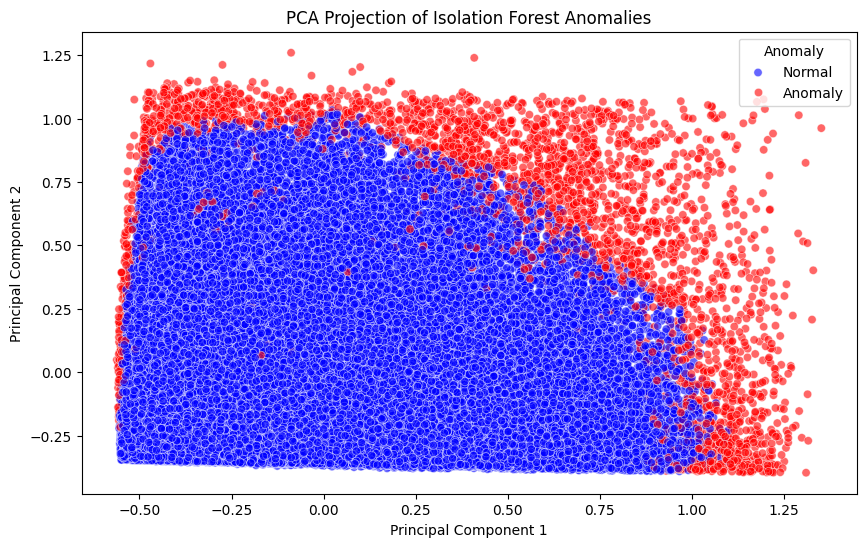 PCA Projection of Isolation Forest Anomalies
Anomaly
Normal
Anomaly
Principal Component 2
1.25
1.00
0.75
0.50
0.25
0.00
−0.25
−0.50 −0.25 0.00 0.25 0.50 0.75 1.00 1.25
Principal Component 1